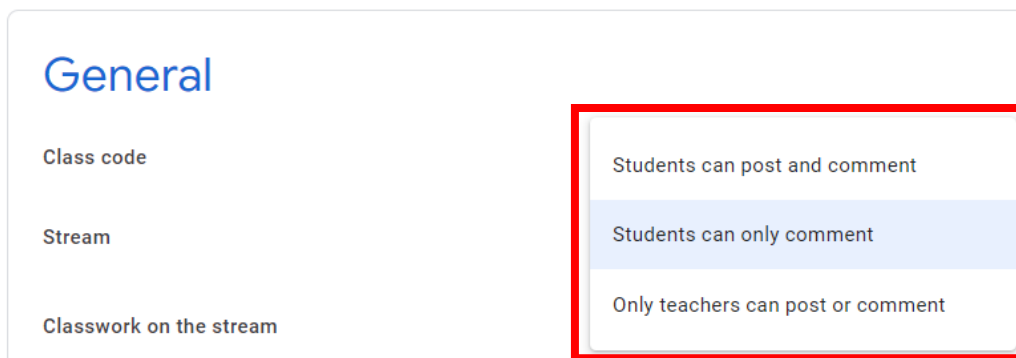 General
Class code
Students can post and comment
Stream
Students can only comment
Only teachers can post or comment
Classwork on the stream